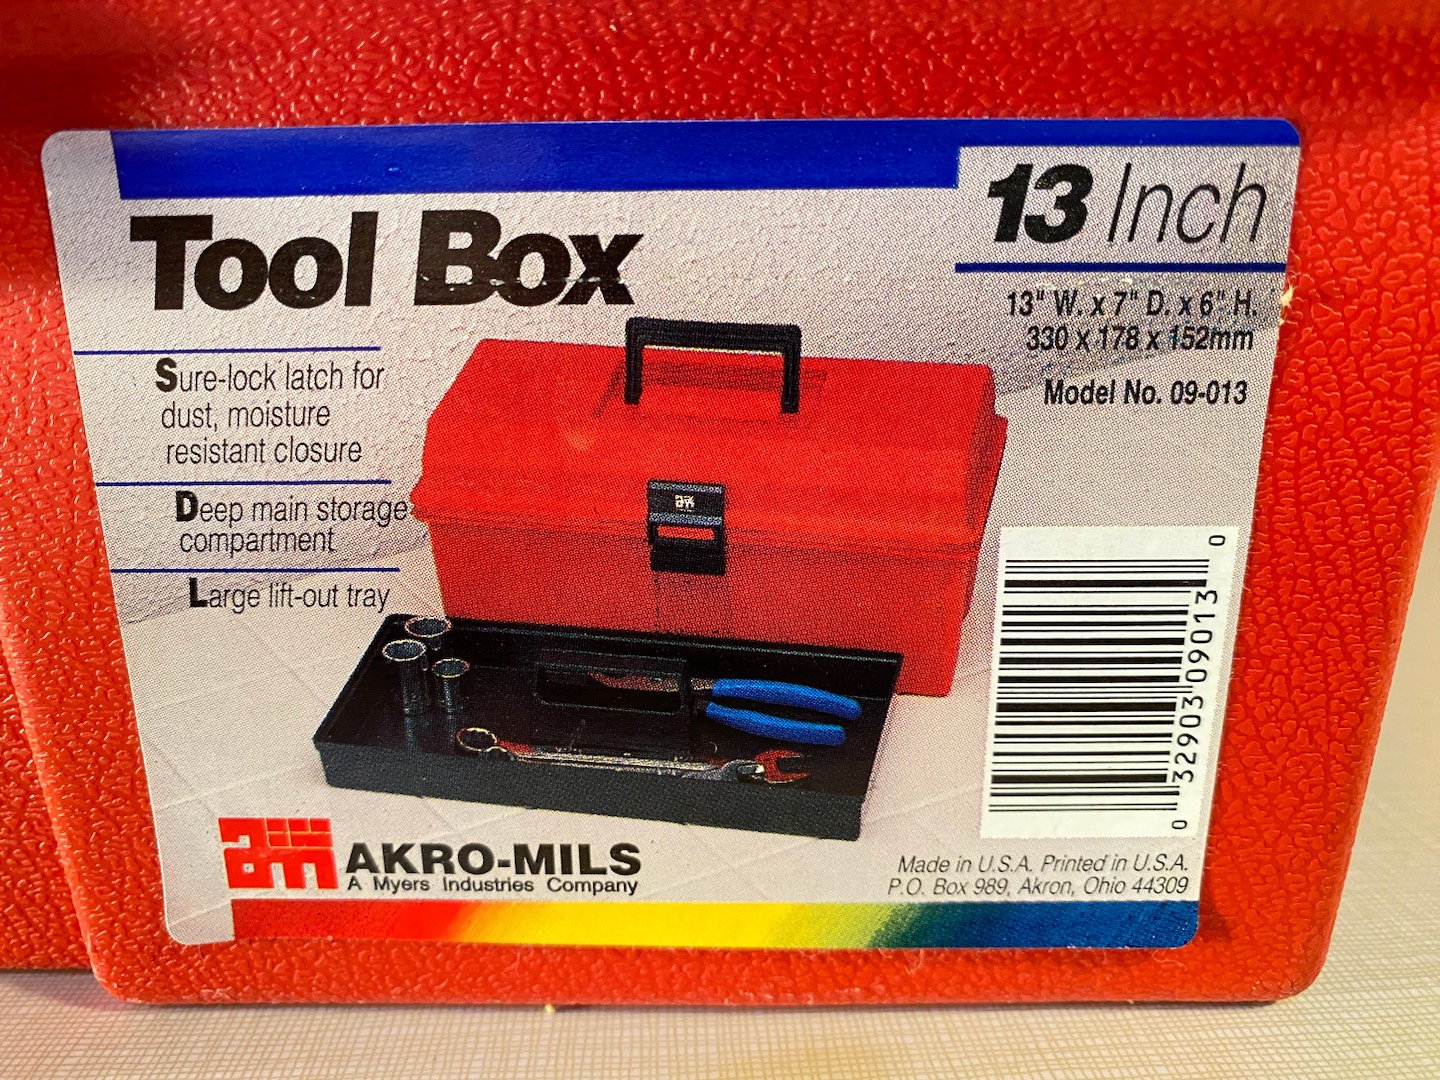 Tool Box
13 Inch
13" W. x 7" D. x 6" H.
330 x 178 x 152mm
Model No. 09-013
Sure-lock latch for
dust, moisture
resistant closure
Deep main storage
compartment
Large lift-out tray
am
0 32903 09013 0
am AKRO-MILS
A Myers Industries Company
Made in U.S.A. Printed in U.S.A.
P.O. Box 989, Akron, Ohio 44309